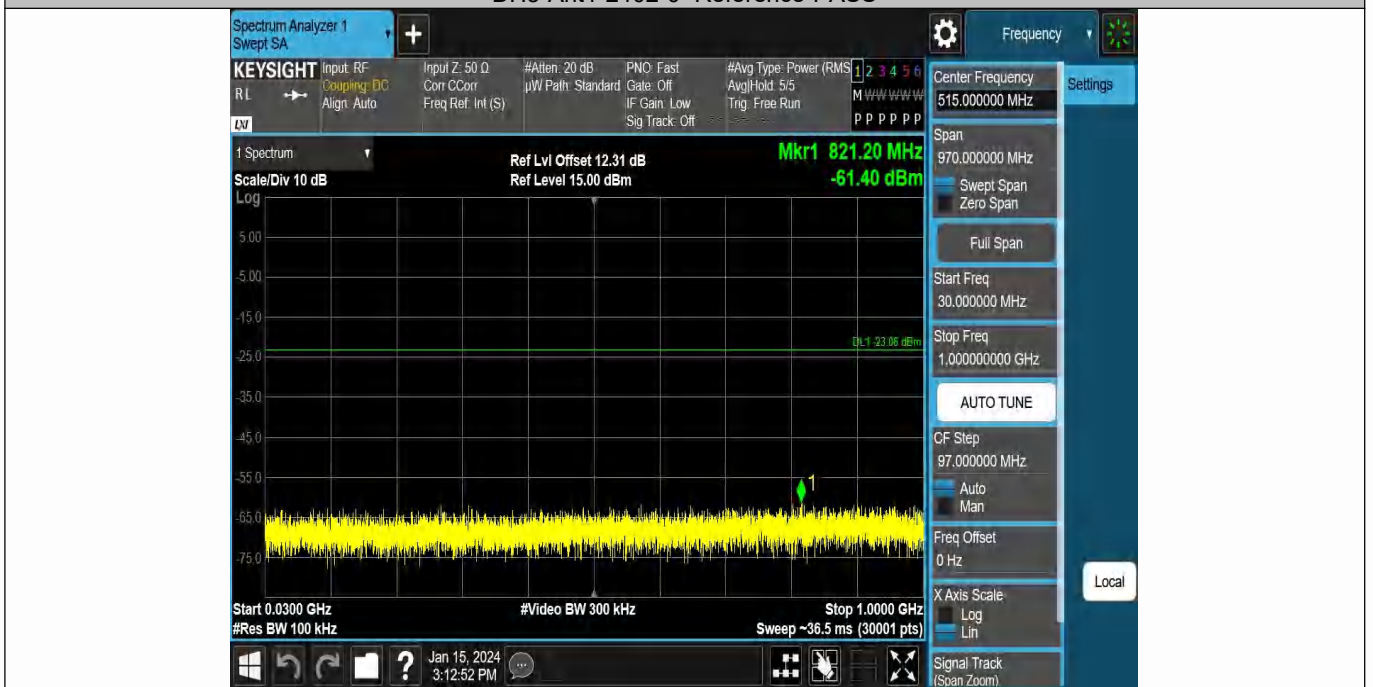 Spectrum Analyzer 1
Swept SA
+
Frequency
KEYSIGHT
RL
LXI
Input: RF
Coupling: DC
Align: Auto
Input Z: 50 Ω
Corr CCorr
Freq Ref: Int (S)
#Atten: 20 dB
µW Path: Standard
PNO: Fast
Gate: Off
IF Gain: Low
Sig Track: Off
#Avg Type: Power (RMS
Avg|Hold: 5/5
Trig: Free Run
1 2 3 4 5 6
M W W W W W
P P P P P P
1 Spectrum
Scale/Div 10 dB
Ref Lvl Offset 12.31 dB
Ref Level 15.00 dBm
Mkr1 821.20 MHz
-61.40 dBm
Log
5.00
-5.00
-15.0
DL1 -23.06 dBm
-25.0
-35.0
-45.0
-55.0
1
-65.0
-75.0
Start 0.0300 GHz
#Res BW 100 kHz
#Video BW 300 kHz
Stop 1.0000 GHz
Sweep ~36.5 ms (30001 pts)
Jan 15, 2024
3:12:52 PM
Center Frequency
515.000000 MHz
Settings
Span
970.000000 MHz
Swept Span
Zero Span
Full Span
Start Freq
30.000000 MHz
Stop Freq
1.000000000 GHz
AUTO TUNE
CF Step
97.000000 MHz
Auto
Man
Freq Offset
0 Hz
X Axis Scale
Log
Lin
Local
Signal Track
(Span Zoom)